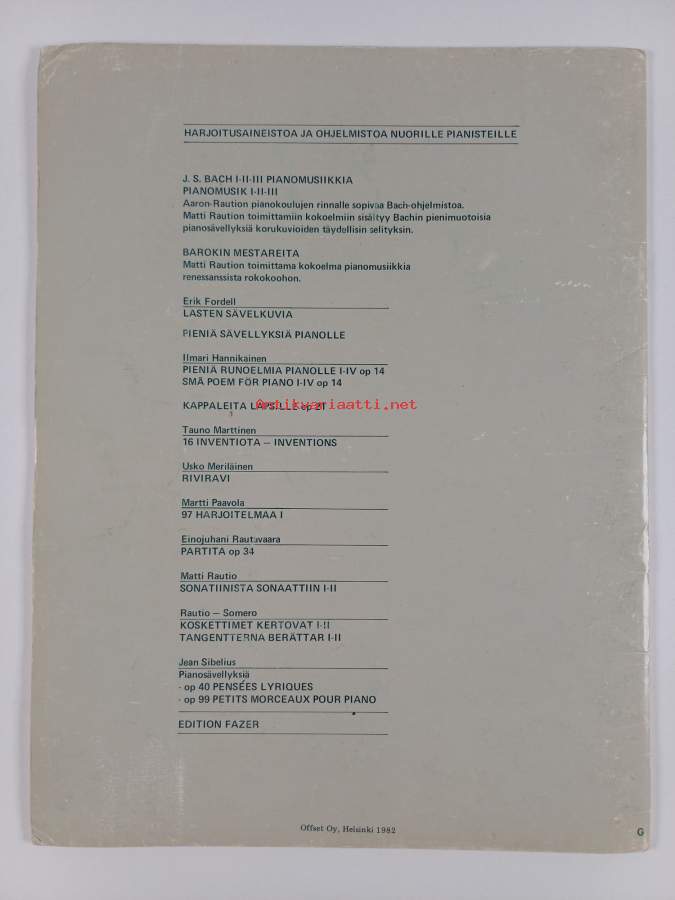 HARJOITUSAINEISTOA JA OHJELMISTOA NUORILLE PIANISTEILLE
J. S. BACH I-II-III PIANOMUSIIKKIA
PIANOMUSIK I-II-III
Aaron-Raution pianokoulujen rinnalle sopivaa Bach-ohjelmistoa.
Matti Raution toimittamiin kokoelmiin sisältyy Bachin pienimuotoisia
pianosävellyksiä korukuvioiden täydellisin selityksin.
BAROKIN MESTAREITA
Matti Raution toimittama kokoelma pianomusiikkia
renessanssista rokokoohon.
Erik Fordell
LASTEN SÄVELKUVIA
PIENIÄ SÄVELLYKSIÄ PIANOLLE
Ilmari Hannikainen
PIENIÄ RUNOELMIA PIANOLLE I-IV op 14
SMÅ POEM FÖR PIANO I-IV op 14
KAPPALEITA LAPSILLE op 21
Antikvariaatti.net
Tauno Marttinen
16 INVENTIOTA – INVENTIONS
Usko Meriläinen
RIVIRAVI
Martti Paavola
97 HARJOITELMAA I
Einojuhani Rautavaara
PARTITA op 34
Matti Rautio
SONATIINISTA SONAATTIIN I-II
Rautio – Somero
KOSKETTIMET KERTOVAT I-II
TANGENTTERNA BERÄTTAR I-II
Jean Sibelius
Pianosävellyksiä
- op 40 PENSÉES LYRIQUES
- op 99 PETITS MORCEAUX POUR PIANO
EDITION FAZER
Offset Oy, Helsinki 1982
G